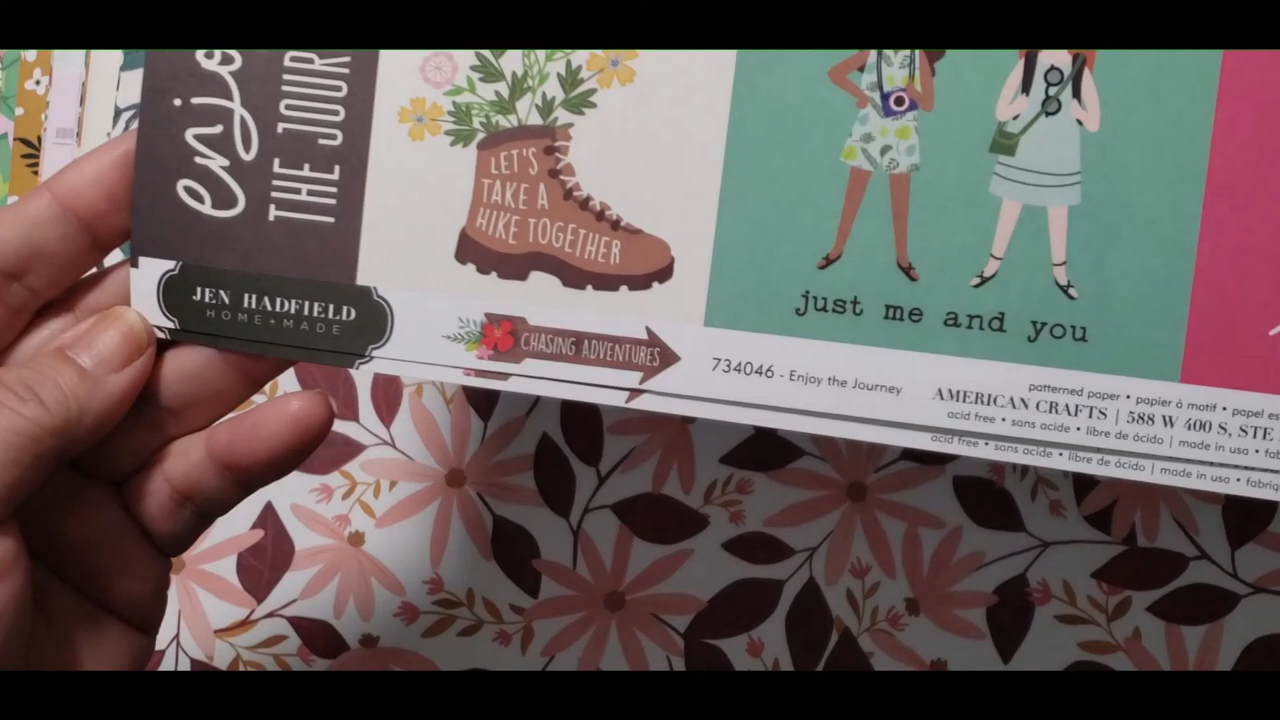 enjo
THE JOUR
LET'S
TAKE A
HIKE TOGETHER
just me and you
JEN HADFIELD
HOME+MADE
CHASING ADVENTURES
734046 - Enjoy the Journey
patterned paper • papier à motif • papel es
AMERICAN CRAFTS | 588 W 400 S, STE
acid free • sans acide • libre de ácido | made in usa • fab
acid free • sans acide • libre de ácido | made in usa • fabriq